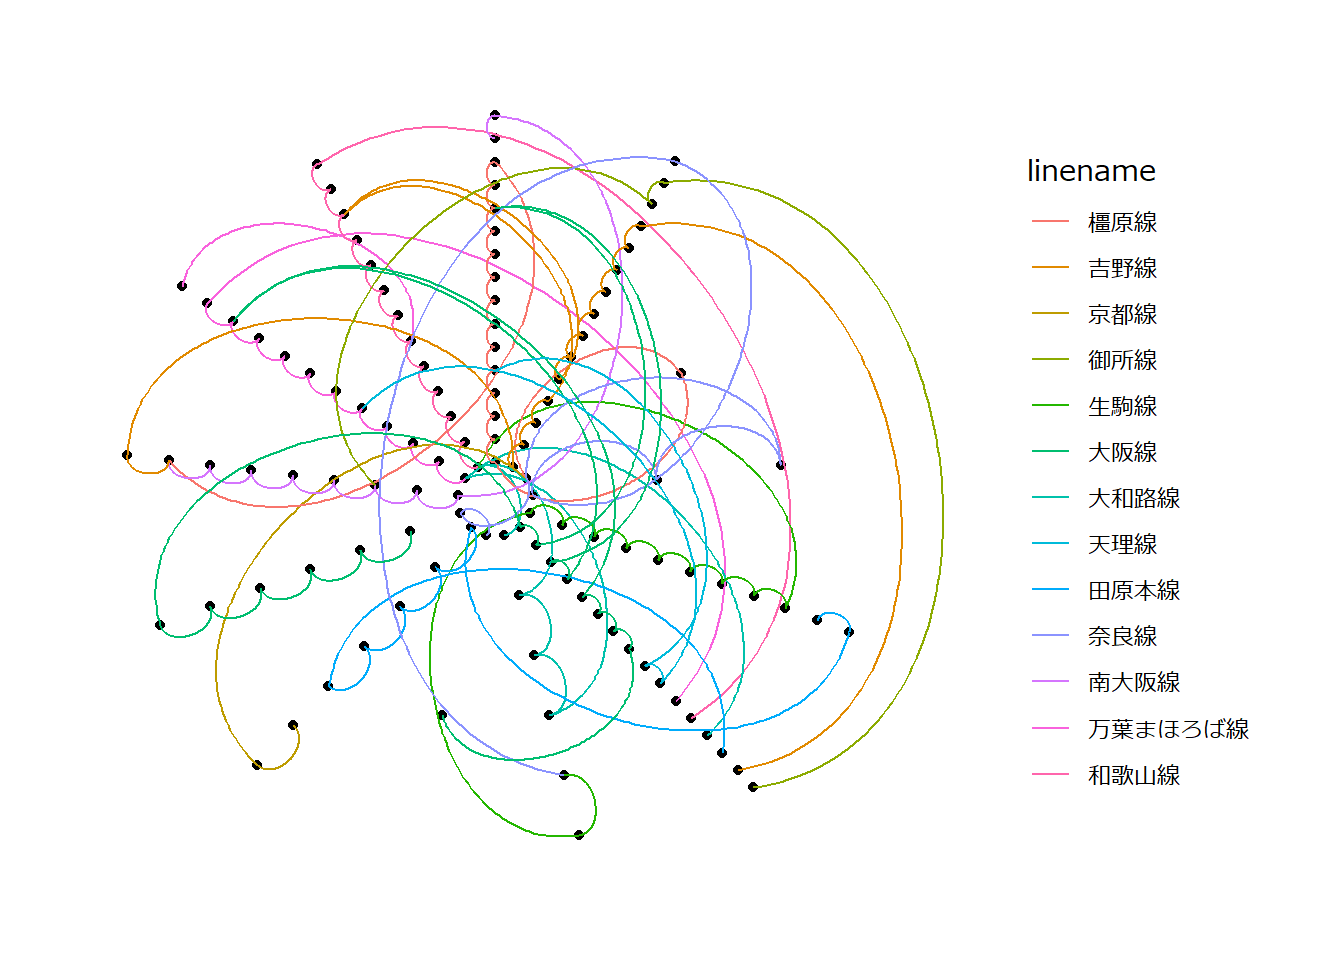 linename
橿原線
吉野線
京都線
御所線
生駒線
大阪線
大和路線
天理線
田原本線
奈良線
南大阪線
万葉まほろば線
和歌山線